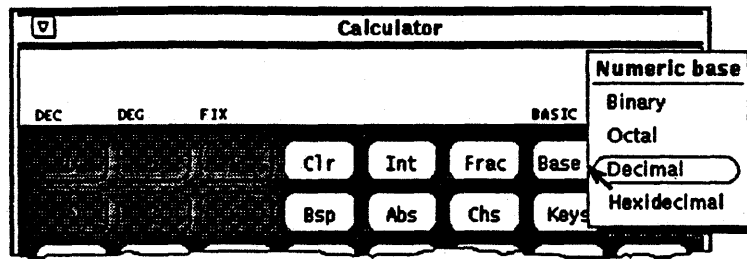 Calculator
Numeric base
Binary
Octal
Decimal
Hexidecimal
DEC DEG FIX BASIC
Clr Int Frac Base
Bsp Abs Chs Keys